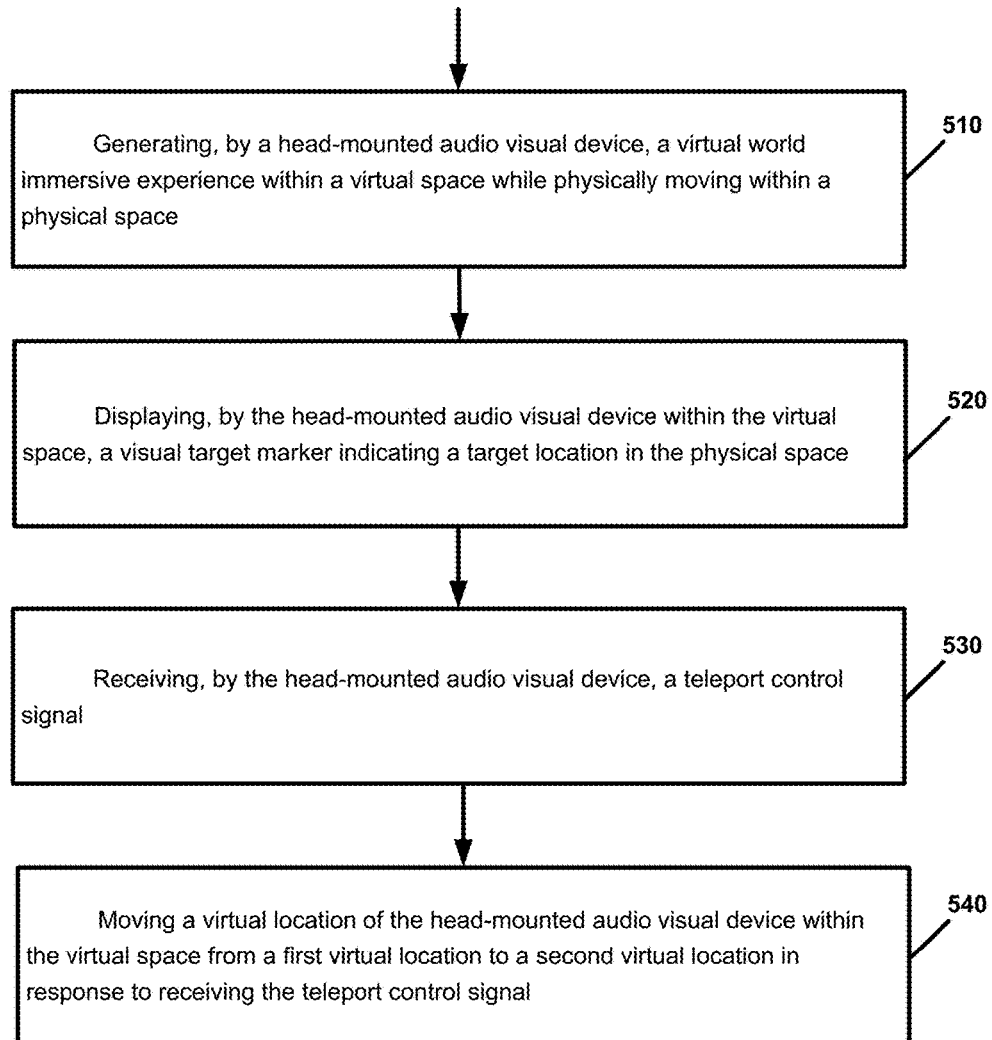 510
Generating, by a head-mounted audio visual device, a virtual world
immersive experience within a virtual space while physically moving within a
physical space
520
Displaying, by the head-mounted audio visual device within the virtual
space, a visual target marker indicating a target location in the physical space
530
Receiving, by the head-mounted audio visual device, a teleport control
signal
540
Moving a virtual location of the head-mounted audio visual device within
the virtual space from a first virtual location to a second virtual location in
response to receiving the teleport control signal